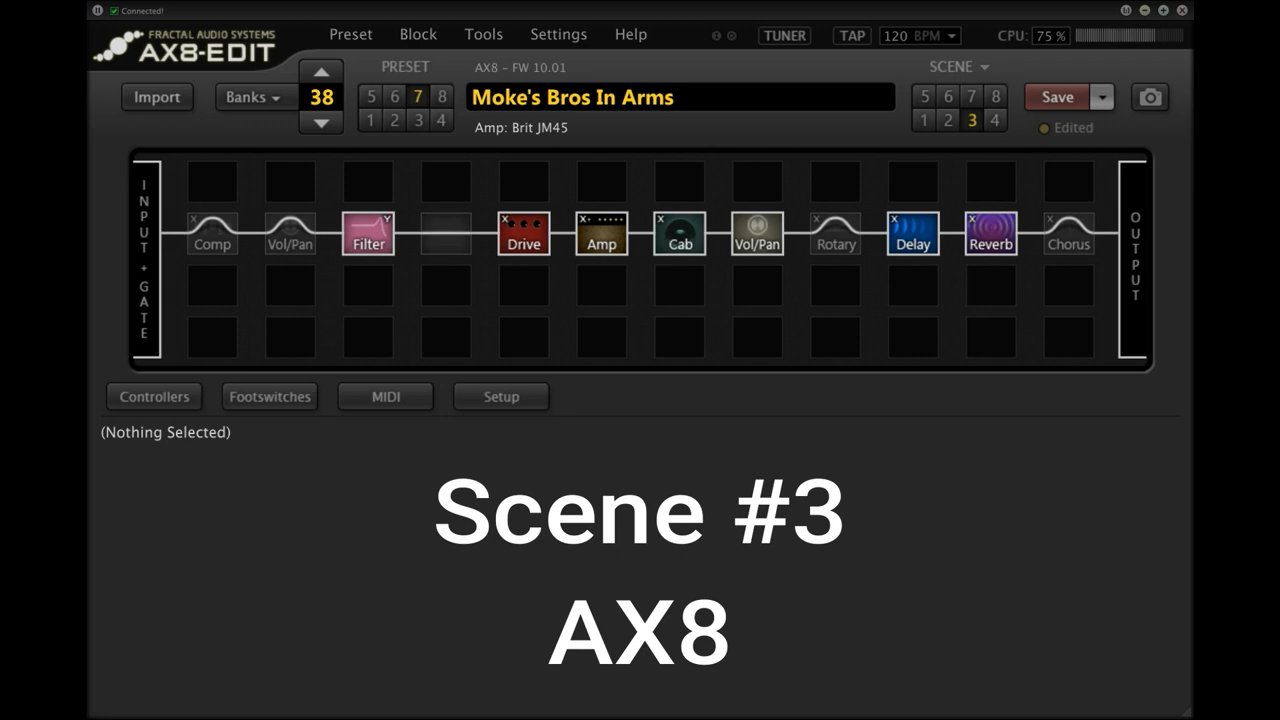 Connected!
FRACTAL AUDIO SYSTEMS
AX8-EDIT
Preset Block Tools Settings Help
TUNER TAP 120 BPM CPU: 75 %
PRESET AX8 – FW 10.01 SCENE
Import Banks 38
5 6 7 8
1 2 3 4
Moke's Bros In Arms
Amp: Brit JM45
5 6 7 8
1 2 3 4
Save
Edited
INPUT + GATE
X Comp
Vol/Pan
Y Filter
X Drive
X Amp
X Cab
Vol/Pan
X Rotary
X Delay
X Reverb
X Chorus
OUTPUT
Controllers Footswitches MIDI Setup
(Nothing Selected)
Scene #3
AX8